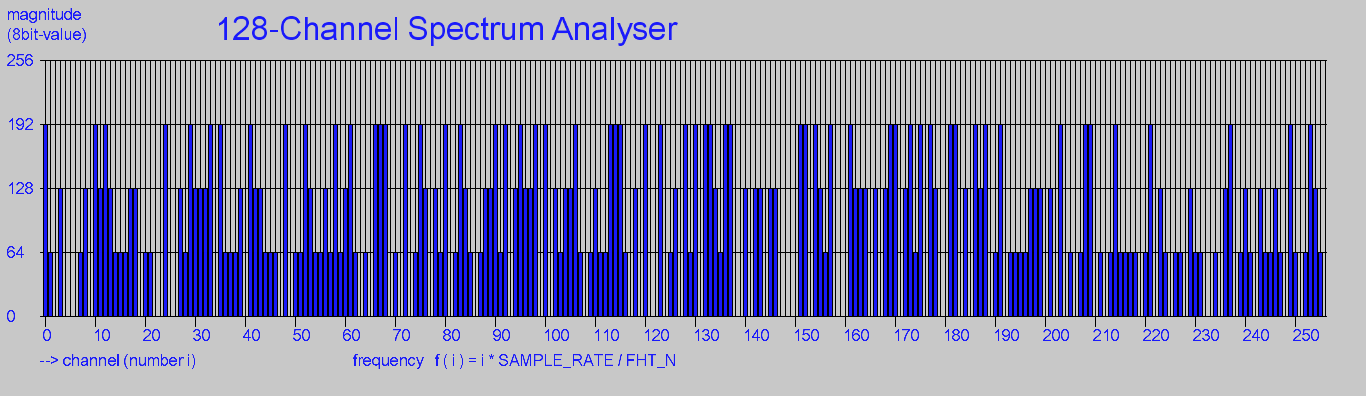 magnitude
(8bit-value)
128-Channel Spectrum Analyser
256
192
128
64
0
0 10 20 30 40 50 60 70 80 90 100 110 120 130 140 150 160 170 180 190 200 210 220 230 240 250
--> channel (number i)
frequency f ( i ) = i * SAMPLE_RATE / FHT_N